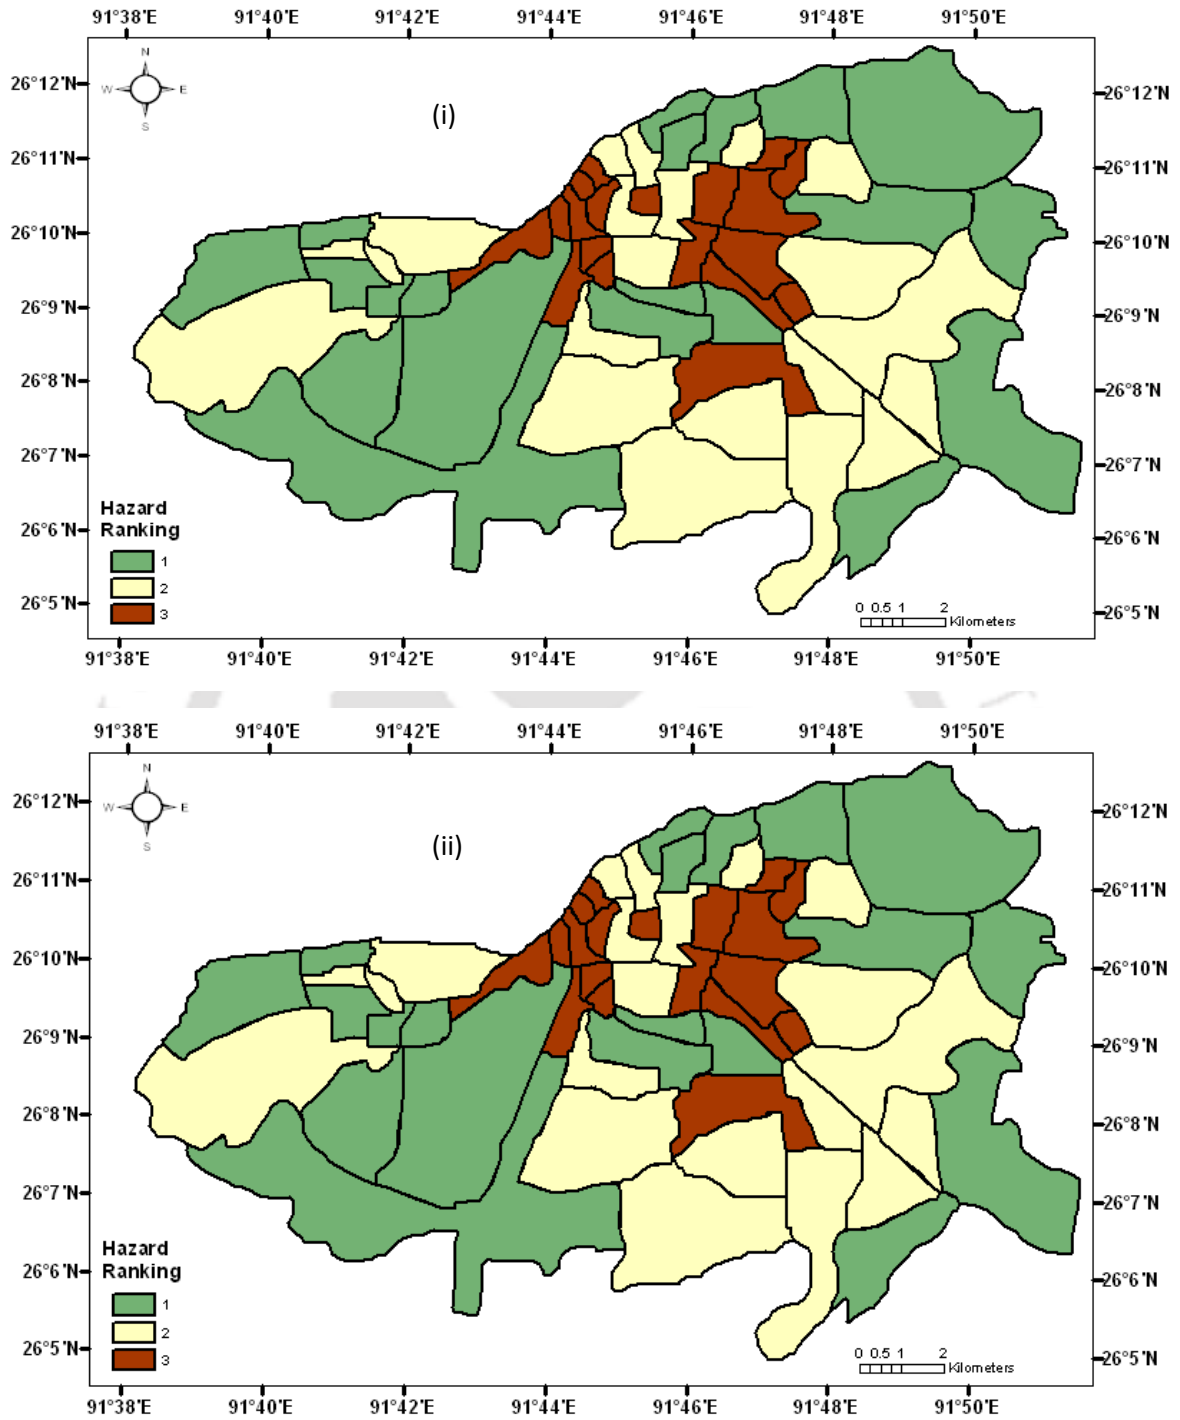 91°38'E 91°40'E 91°42'E 91°44'E 91°46'E 91°48'E 91°50'E
N
W E
S
(i)
26°12'N 26°12'N
26°11'N 26°11'N
26°10'N 26°10'N
26°9'N 26°9'N
26°8'N 26°8'N
26°7'N 26°7'N
26°6'N 26°6'N
26°5'N 26°5'N
Hazard
Ranking
1
2
3
0 0.5 1 2
Kilometers
91°38'E 91°40'E 91°42'E 91°44'E 91°46'E 91°48'E 91°50'E
91°38'E 91°40'E 91°42'E 91°44'E 91°46'E 91°48'E 91°50'E
N
W E
S
(ii)
26°12'N 26°12'N
26°11'N 26°11'N
26°10'N 26°10'N
26°9'N 26°9'N
26°8'N 26°8'N
26°7'N 26°7'N
26°6'N 26°6'N
26°5'N 26°5'N
Hazard
Ranking
1
2
3
0 0.5 1 2
Kilometers
91°38'E 91°40'E 91°42'E 91°44'E 91°46'E 91°48'E 91°50'E